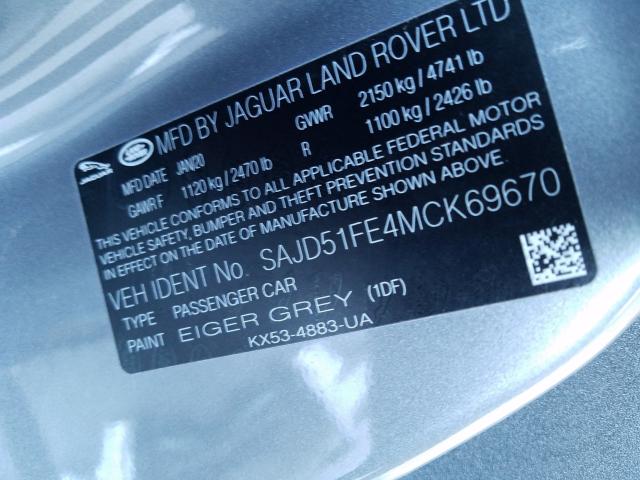 MFD BY JAGUAR LAND ROVER LTD
JAGUAR
MFD DATE JAN/20 GVWR 2150 kg / 4741 lb
GAWR F 1120 kg / 2470 lb R 1100 kg / 2426 lb
THIS VEHICLE CONFORMS TO ALL APPLICABLE FEDERAL MOTOR
VEHICLE SAFETY, BUMPER AND THEFT PREVENTION STANDARDS
IN EFFECT ON THE DATE OF MANUFACTURE SHOWN ABOVE.
VEH IDENT No. SAJD51FE4MCK69670
TYPE PASSENGER CAR
PAINT EIGER GREY (1DF)
KX53-4883-UA